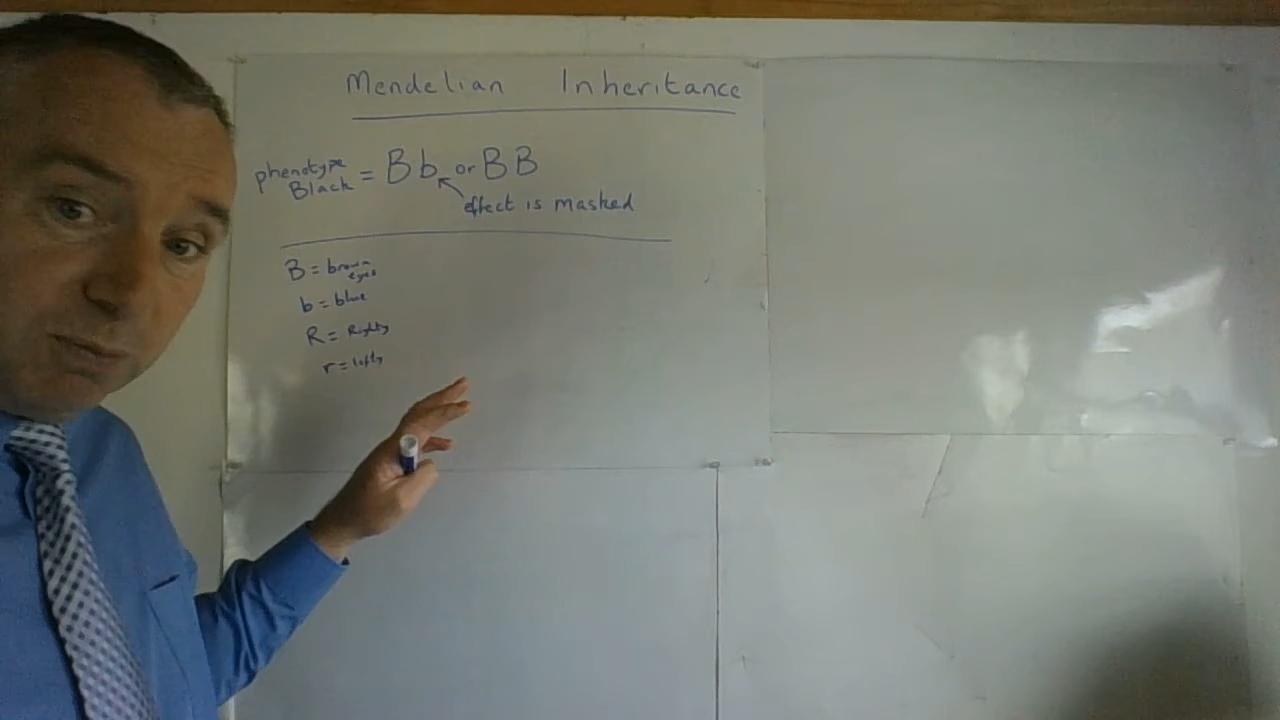 Mendelian Inheritance
phenotype
Black = Bb or BB
effect is masked
B = brown
eyes
b = blue
R = Righty
r = lefty